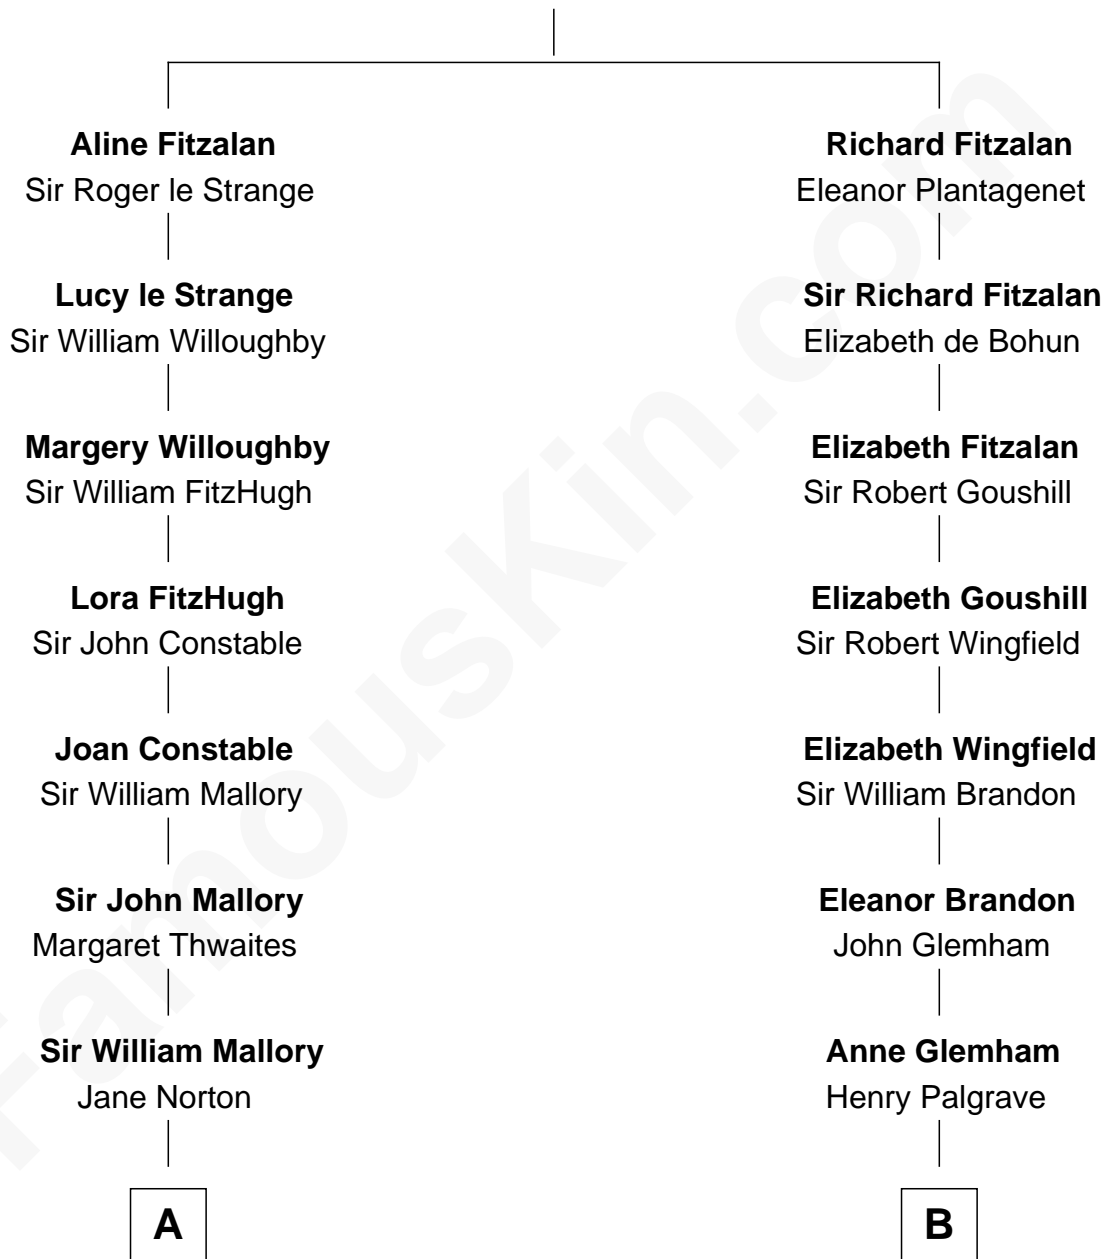 Aline Fitzalan
Sir Roger le Strange
Richard Fitzalan
Eleanor Plantagenet
Lucy le Strange
Sir William Willoughby
Sir Richard Fitzalan
Elizabeth de Bohun
Margery Willoughby
Sir William FitzHugh
Elizabeth Fitzalan
Sir Robert Goushill
Lora FitzHugh
Sir John Constable
Elizabeth Goushill
Sir Robert Wingfield
Joan Constable
Sir William Mallory
Elizabeth Wingfield
Sir William Brandon
Sir John Mallory
Margaret Thwaites
Eleanor Brandon
John Glemham
Sir William Mallory
Jane Norton
Anne Glemham
Henry Palgrave
A
B
FamousKin.com